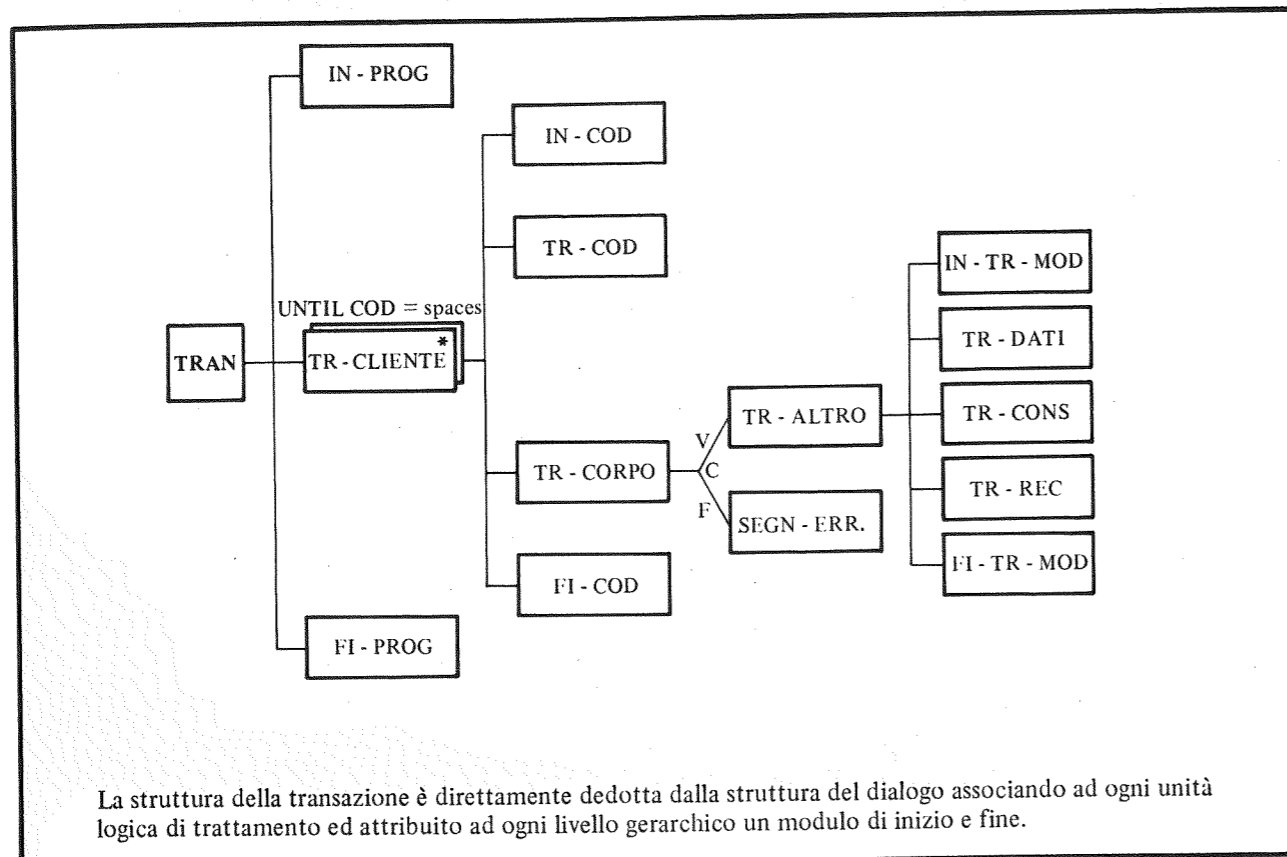 IN - PROG
IN - COD
TR - COD
IN - TR - MOD
UNTIL COD = spaces
TR - DATI
TRAN
TR - CLIENTE *
TR - ALTRO
TR - CONS
V
C
F
TR - CORPO
TR - REC
SEGN - ERR.
FI - COD
FI - TR - MOD
FI - PROG
La struttura della transazione è direttamente dedotta dalla struttura del dialogo associando ad ogni unità
logica di trattamento ed attribuito ad ogni livello gerarchico un modulo di inizio e fine.